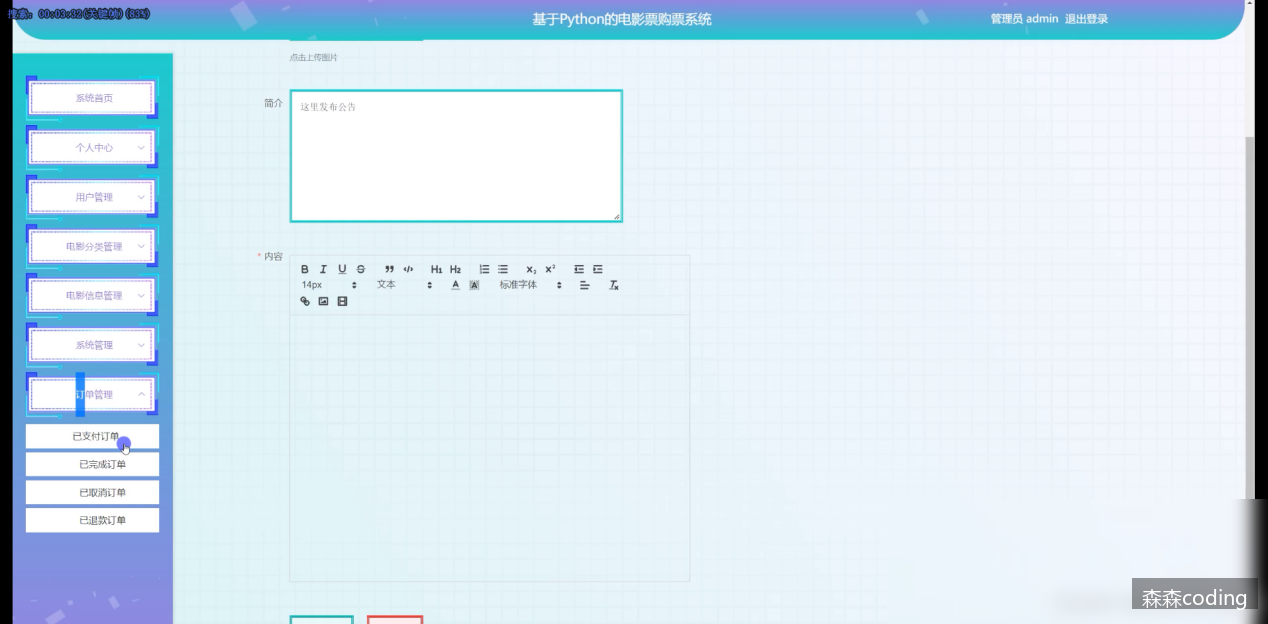 搜索: 00:03:32(关键帧) (83%)
基于Python的电影票购票系统
管理员 admin 退出登录
点击上传图片
系统首页
个人中心
用户管理
电影分类管理
电影信息管理
系统管理
订单管理
已支付订单
已完成订单
已取消订单
已退款订单
简介
这里发布公告
* 内容
B I U S ” </> H1 H2 x₂ x²
14px 文本 A A 标准字体
森森coding